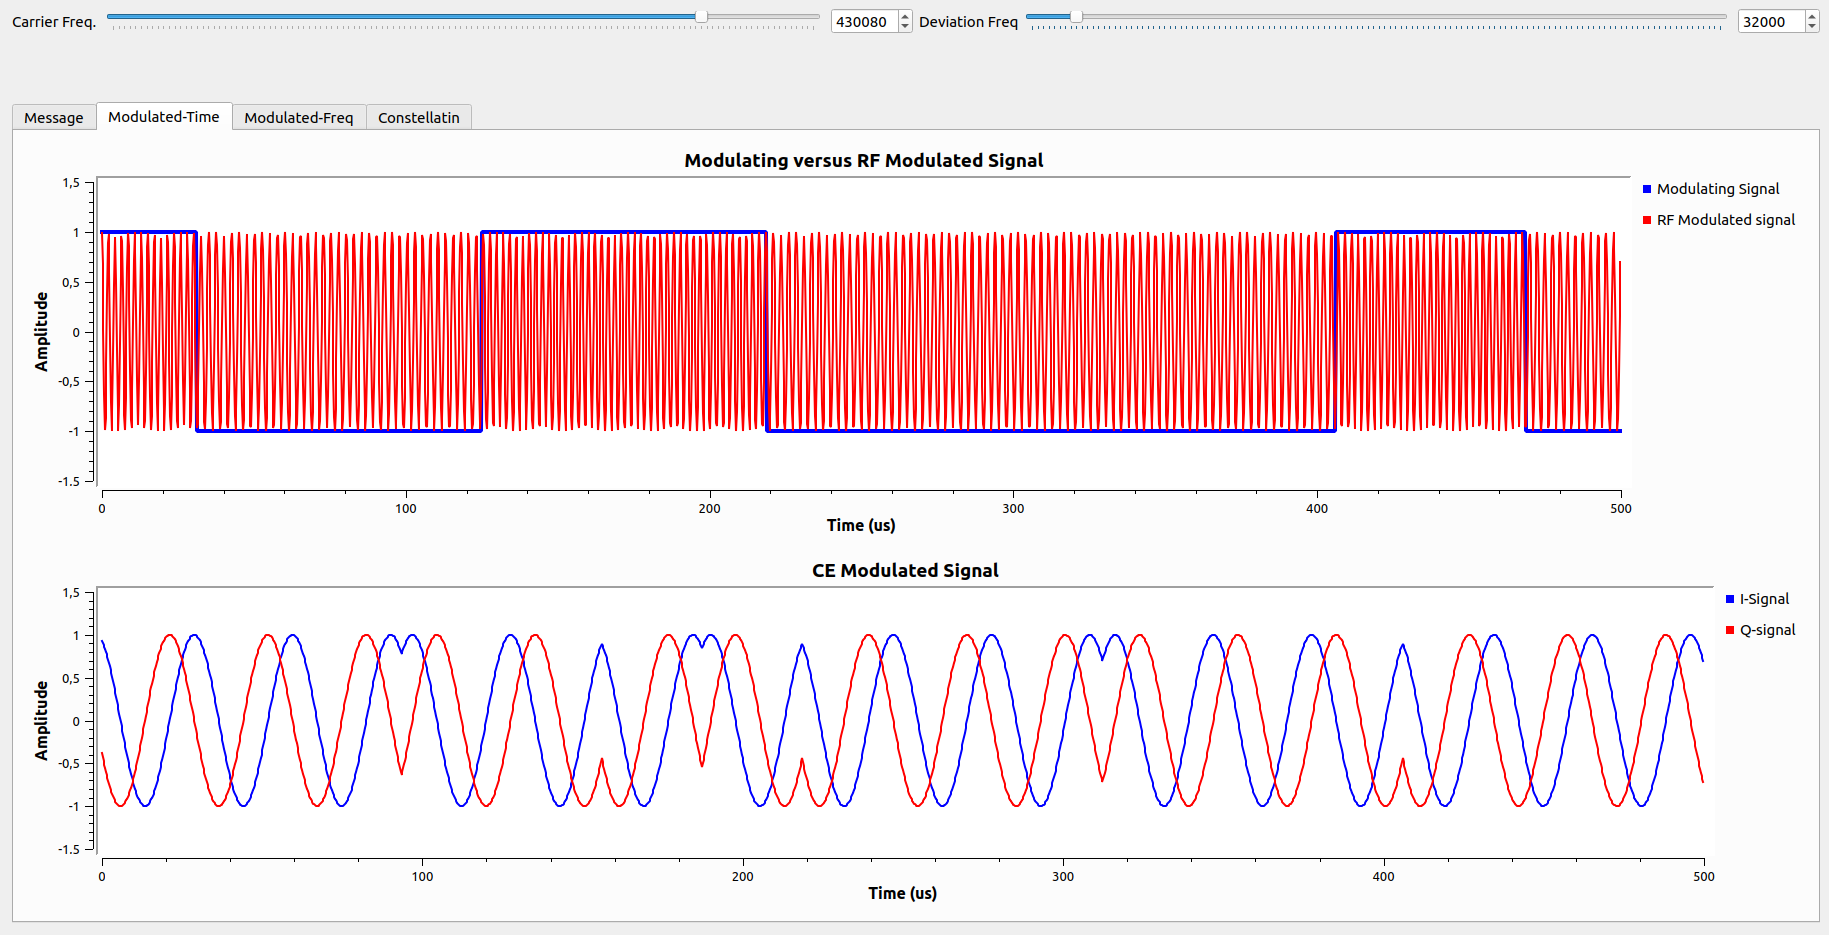 Carrier Freq. 430080 Deviation Freq 32000
Message Modulated-Time Modulated-Freq Constellatin
Modulating versus RF Modulated Signal
1,5
1
0,5
0
-0,5
-1
-1.5
Amplitude
0 100 200 300 400 500
Time (us)
Modulating Signal
RF Modulated signal
CE Modulated Signal
1,5
1
0,5
0
-0,5
-1
-1.5
Amplitude
0 100 200 300 400 500
Time (us)
I-Signal
Q-signal